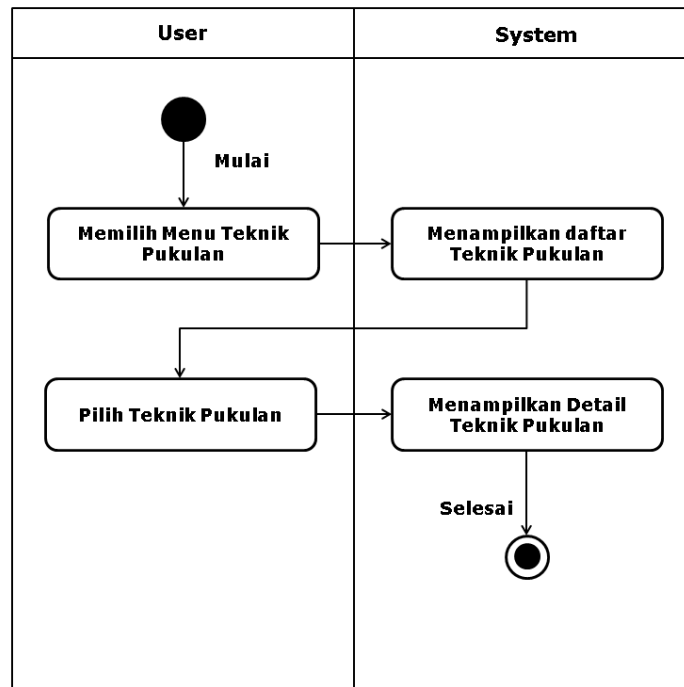 User
System
Mulai
Memilih Menu Teknik
Pukulan
Menampilkan daftar
Teknik Pukulan
Pilih Teknik Pukulan
Menampilkan Detail
Teknik Pukulan
Selesai